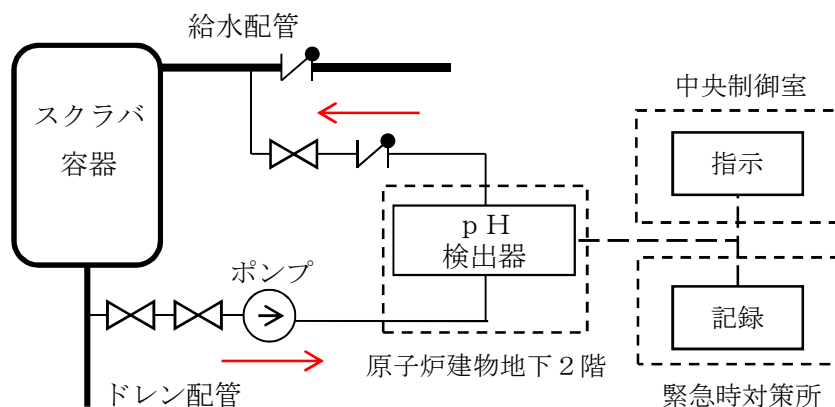 給水配管
スクラバ
容器
中央制御室
指示
ｐＨ
検出器
ポンプ
記録
原子炉建物地下２階
ドレン配管
緊急時対策所